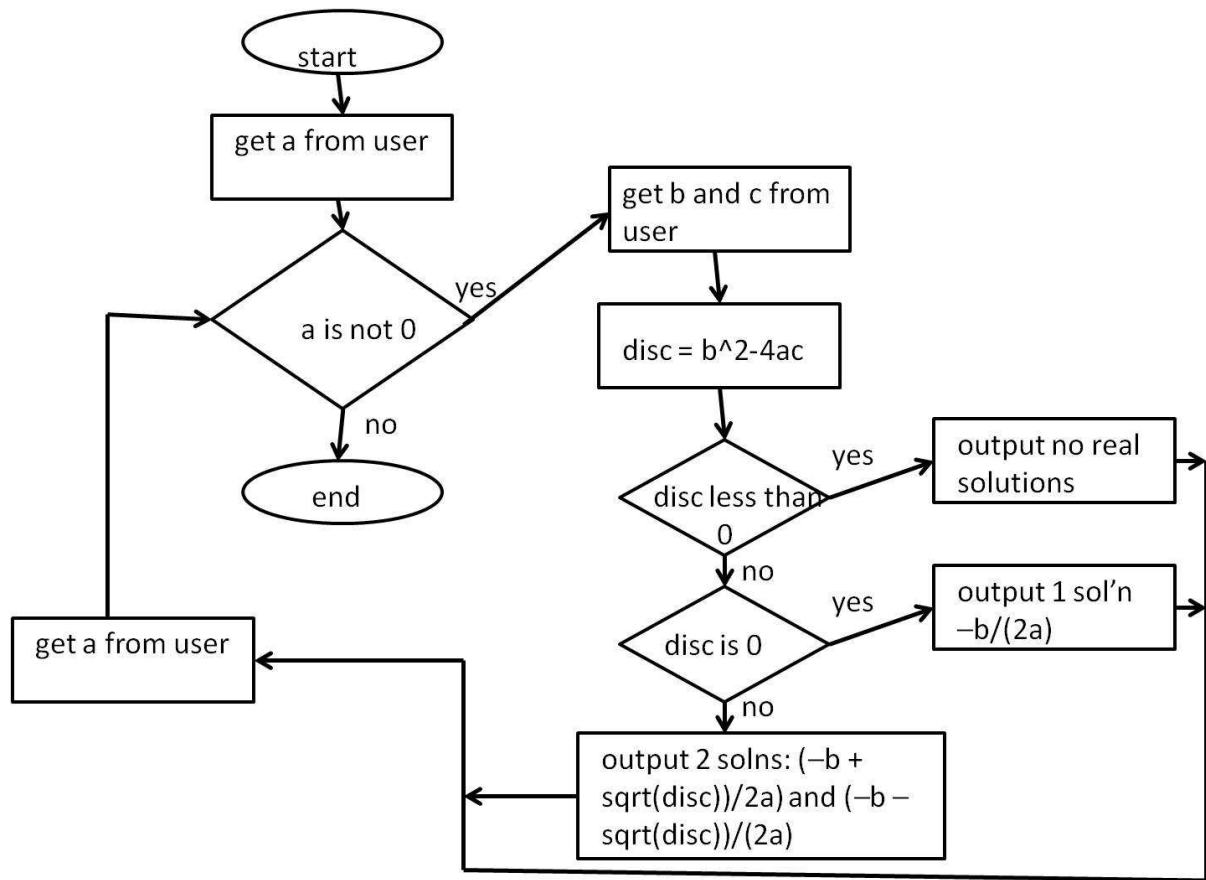 start
get a from user
a is not 0
yes
no
end
get b and c from
user
disc = b^2-4ac
disc less than
0
yes
output no real
solutions
no
disc is 0
yes
output 1 sol’n
–b/(2a)
no
output 2 solns: (–b +
sqrt(disc))/2a) and (–b –
sqrt(disc))/(2a)
get a from user